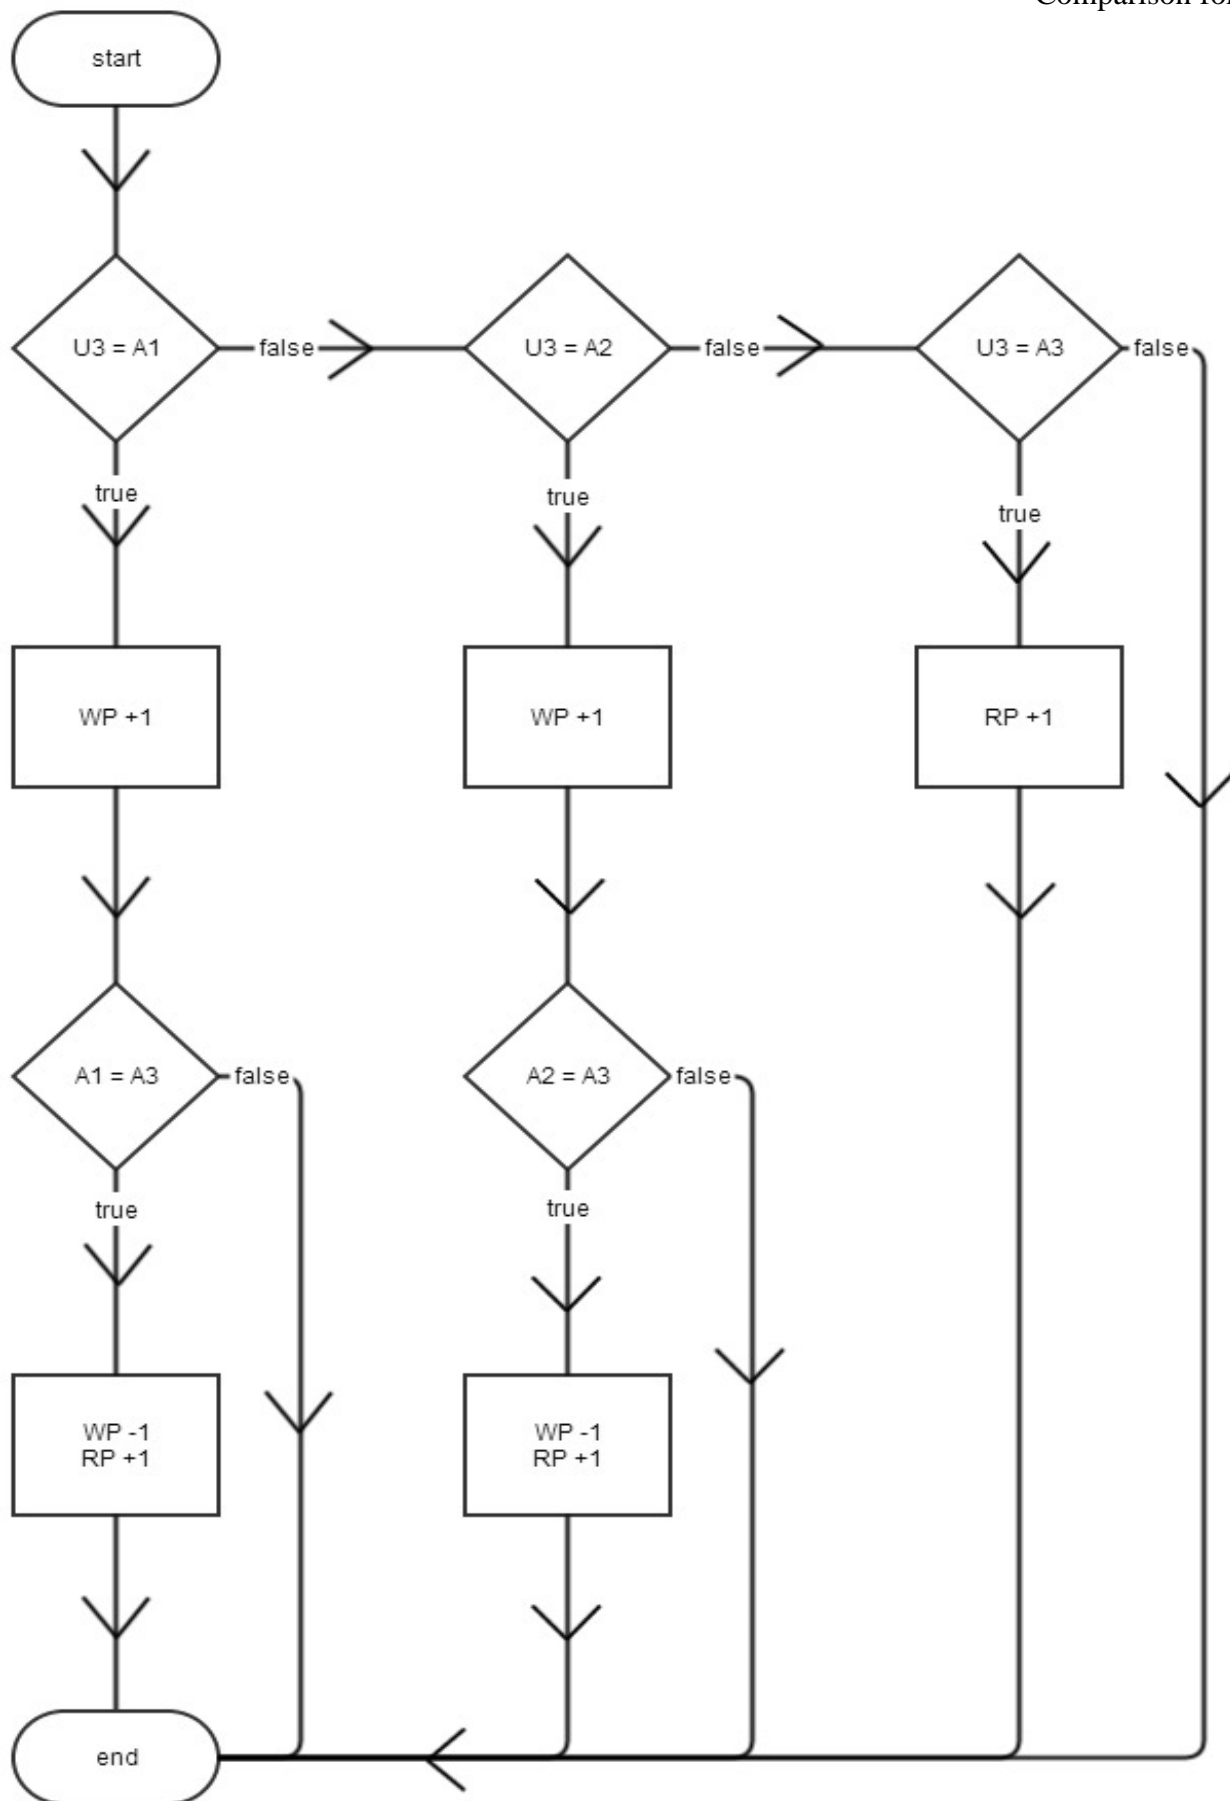 Comparison for
start
U3 = A1
false
U3 = A2
false
U3 = A3
false
true
true
true
WP +1
WP +1
RP +1
A1 = A3
false
A2 = A3
false
true
true
WP -1
RP +1
WP -1
RP +1
end